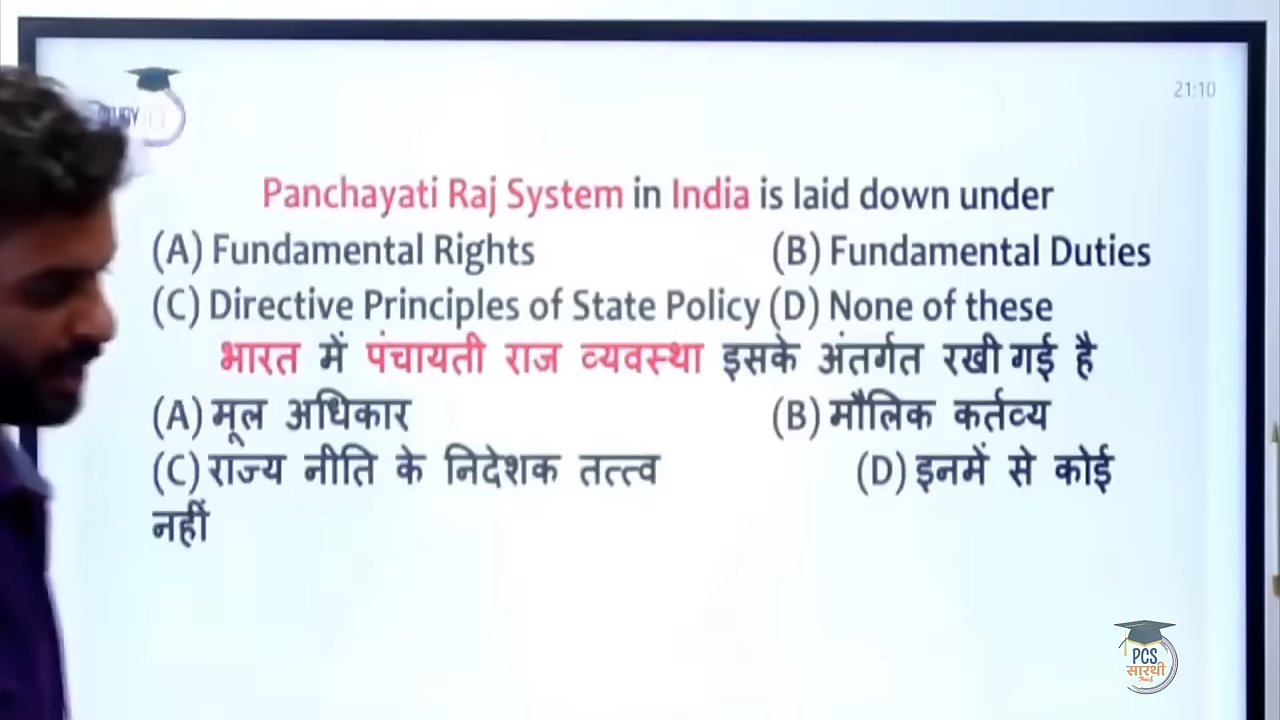 STUDY
21:10
Panchayati Raj System in India is laid down under
(A) Fundamental Rights (B) Fundamental Duties
(C) Directive Principles of State Policy (D) None of these
भारत में पंचायती राज व्यवस्था इसके अंतर्गत रखी गई है
(A) मूल अधिकार (B) मौलिक कर्तव्य
(C) राज्य नीति के निदेशक तत्त्व (D) इनमें से कोई
नहीं
PCS
सारथी